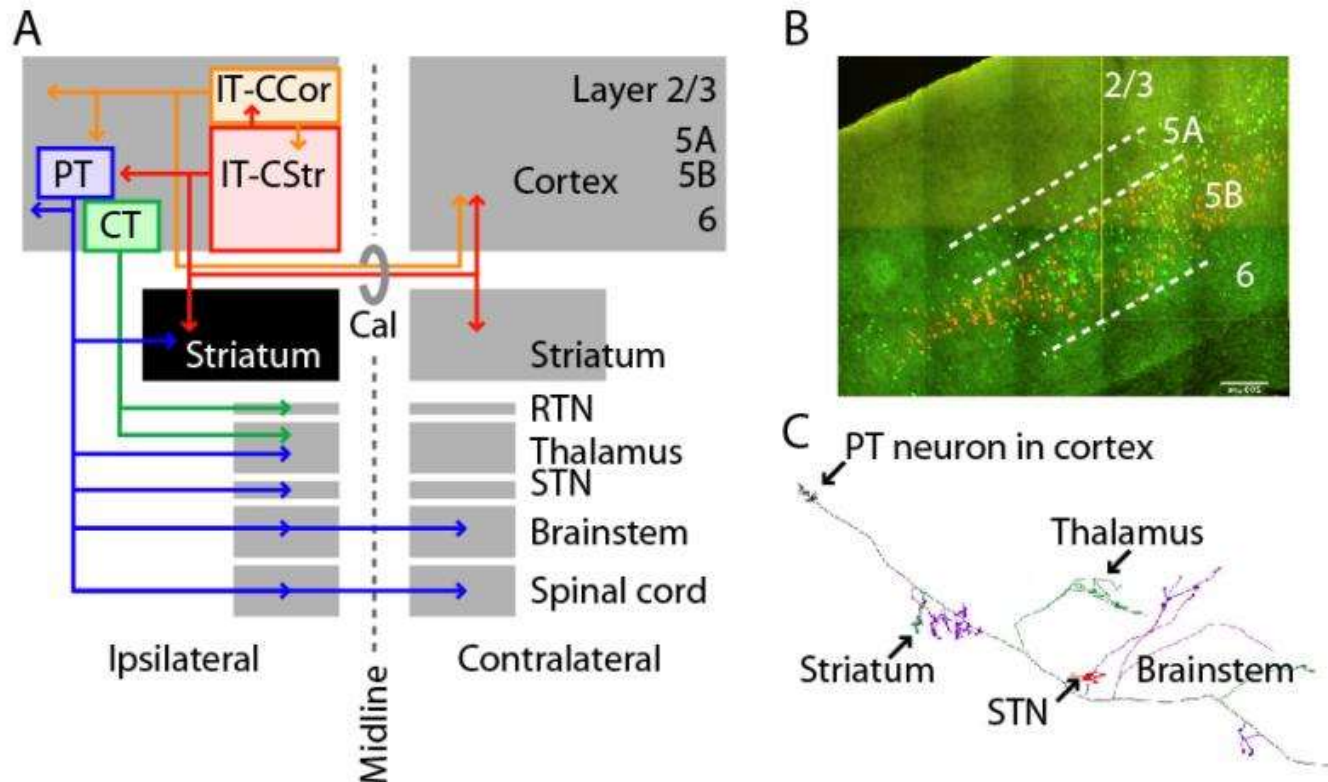 A
IT-CCor
Layer 2/3
5A
PT
IT-CStr
Cortex
5B
CT
6
Cal
Striatum
Striatum
RTN
Thalamus
STN
Brainstem
Spinal cord
Ipsilateral
Contralateral
Midline
B
2/3
5A
5B
6
C
PT neuron in cortex
Thalamus
Striatum
Brainstem
STN